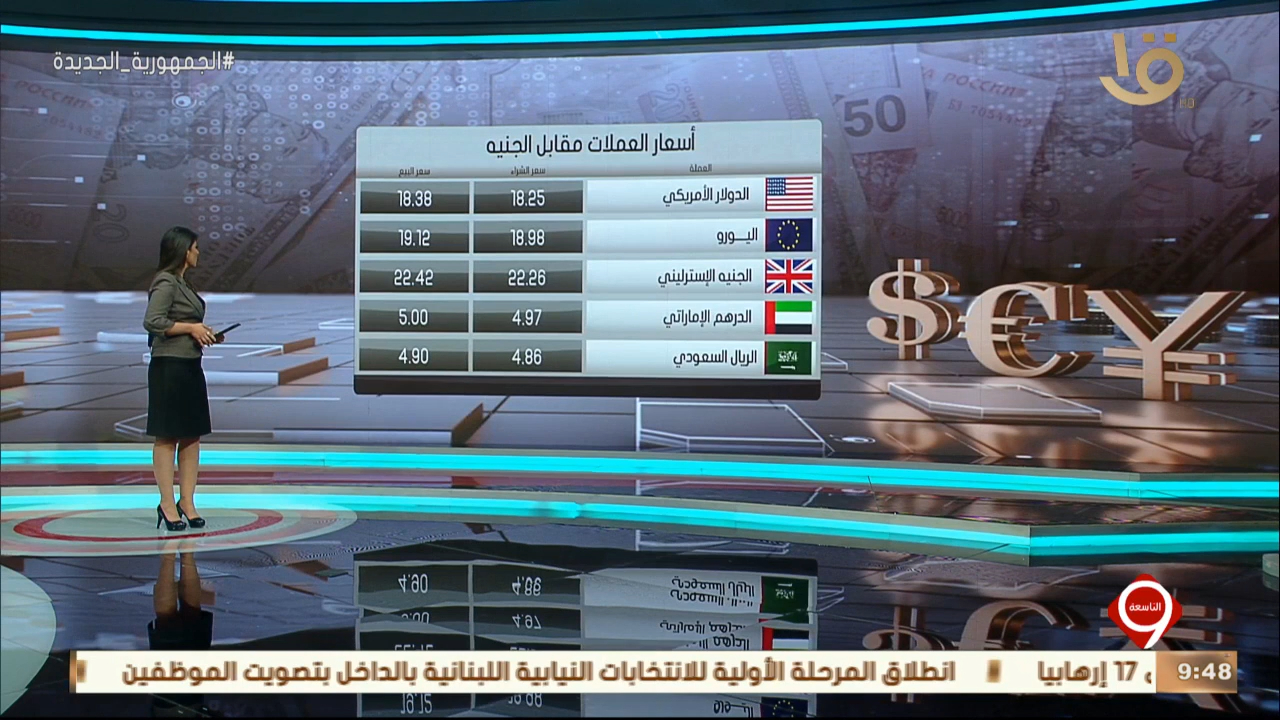 #الجمهورية_الجديدة
أسعار العملات مقابل الجنيه
العملة سعر الشراء سعر البيع
الدولار الأمريكي 18.25 18.38
اليـــورو 18.98 19.12
الجنيه الإسترليني 22.26 22.42
الدرهم الإماراتي 4.97 5.00
الريال السعودي 4.86 4.90
50
$ € ¥
التاسعة
9
9:48
17 إرهابيا
انطلاق المرحلة الأولية للانتخابات النيابية اللبنانية بالداخل بتصويت الموظفين